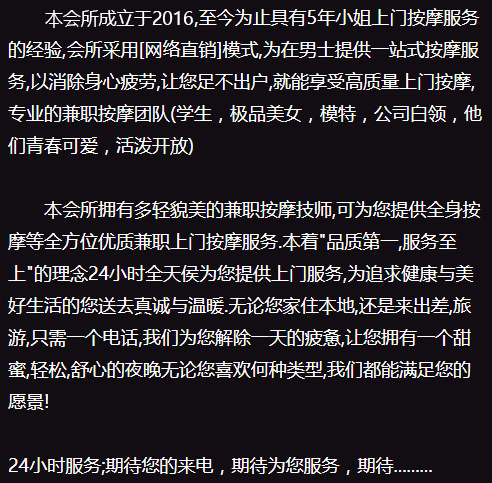 本会所成立于2016,至今为止具有5年小姐上门按摩服务
的经验,会所采用[网络直销]模式,为在男士提供一站式按摩服
务,以消除身心疲劳,让您足不出户,就能享受高质量上门按摩,
专业的兼职按摩团队(学生，极品美女，模特，公司白领，他
们青春可爱，活泼开放)
本会所拥有多轻貌美的兼职按摩技师,可为您提供全身按
摩等全方位优质兼职上门按摩服务.本着"品质第一,服务至
上"的理念24小时全天侯为您提供上门服务,为追求健康与美
好生活的您送去真诚与温暖.无论您家住本地,还是来出差,旅
游,只需一个电话,我们为您解除一天的疲惫,让您拥有一个甜
蜜,轻松,舒心的夜晚无论您喜欢何种类型,我们都能满足您的
愿景!
24小时服务;期待您的来电，期待为您服务，期待.........